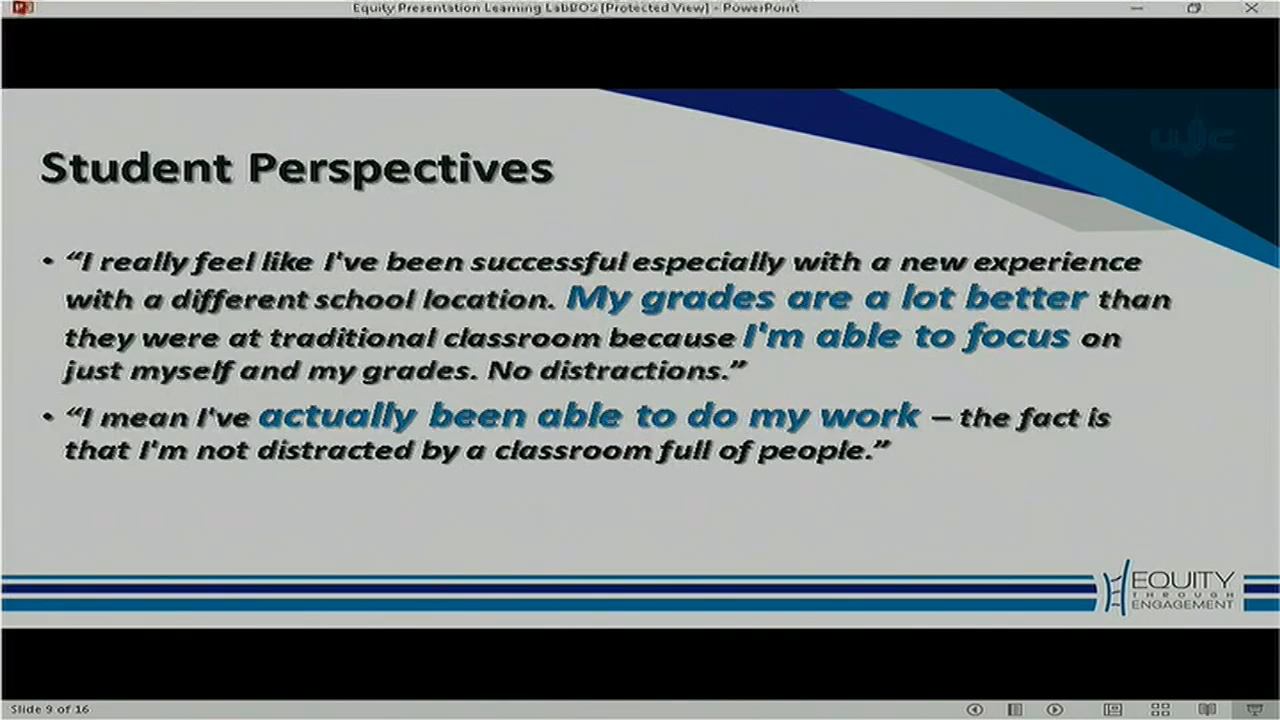 Equity Presentation Learning LabBOS [Protected View] - PowerPoint
Student Perspectives
• “I really feel like I've been successful especially with a new experience
with a different school location. My grades are a lot better than
they were at traditional classroom because I'm able to focus on
just myself and my grades. No distractions.”
• “I mean I've actually been able to do my work – the fact is
that I'm not distracted by a classroom full of people.”
EQUITY
THROUGH
ENGAGEMENT
Slide 9 of 16